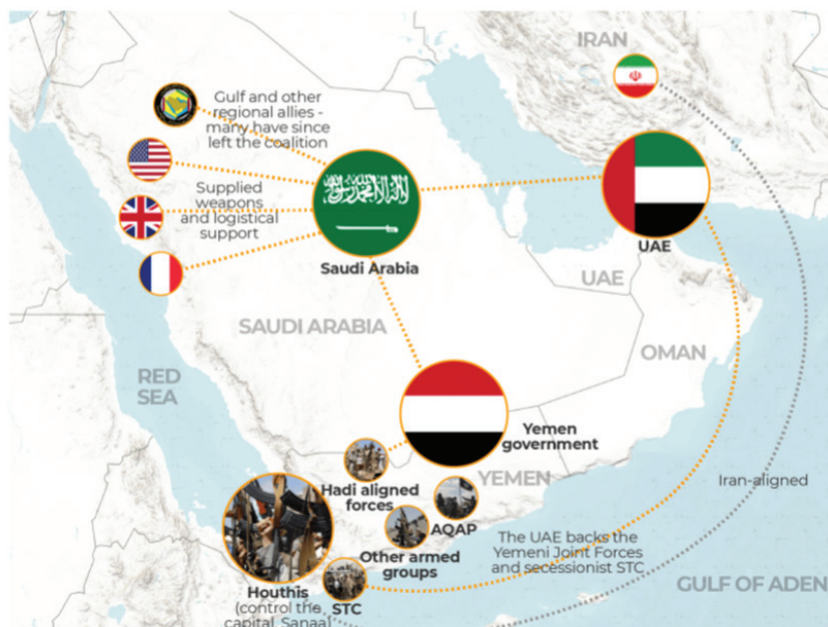 IRAN
Gulf and other
regional allies -
many have since
left the coalition
Supplied
weapons
and logistical
support
Saudi Arabia
UAE
UAE
SAUDI ARABIA
OMAN
RED
SEA
Yemen
government
YEMEN
Hadi aligned
forces
AQAP
Iran-aligned
Other armed
groups
The UAE backs the
Yemeni Joint Forces
and secessionist STC
GULF OF ADEN
Houthis
(control the
capital, Sanaa)
STC